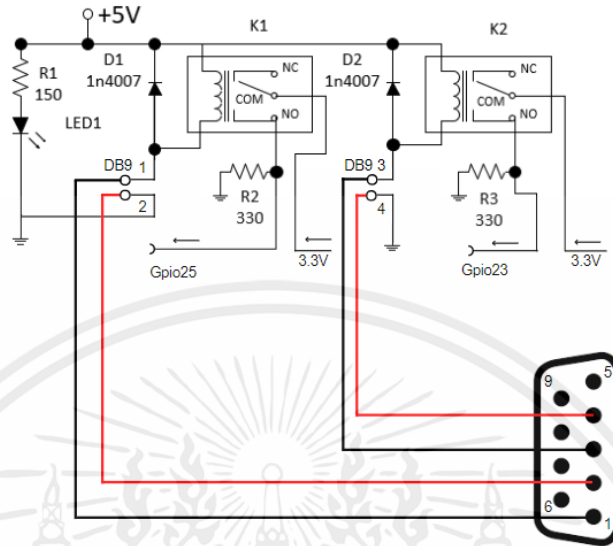 +5V
D1
1n4007
K1
D2
1n4007
K2
R1
150
LED1
NC
COM
NO
NC
COM
NO
DB9 1
2
R2
330
DB9 3
4
R3
330
Gpio25
3.3V
Gpio23
3.3V
5
9
6
1